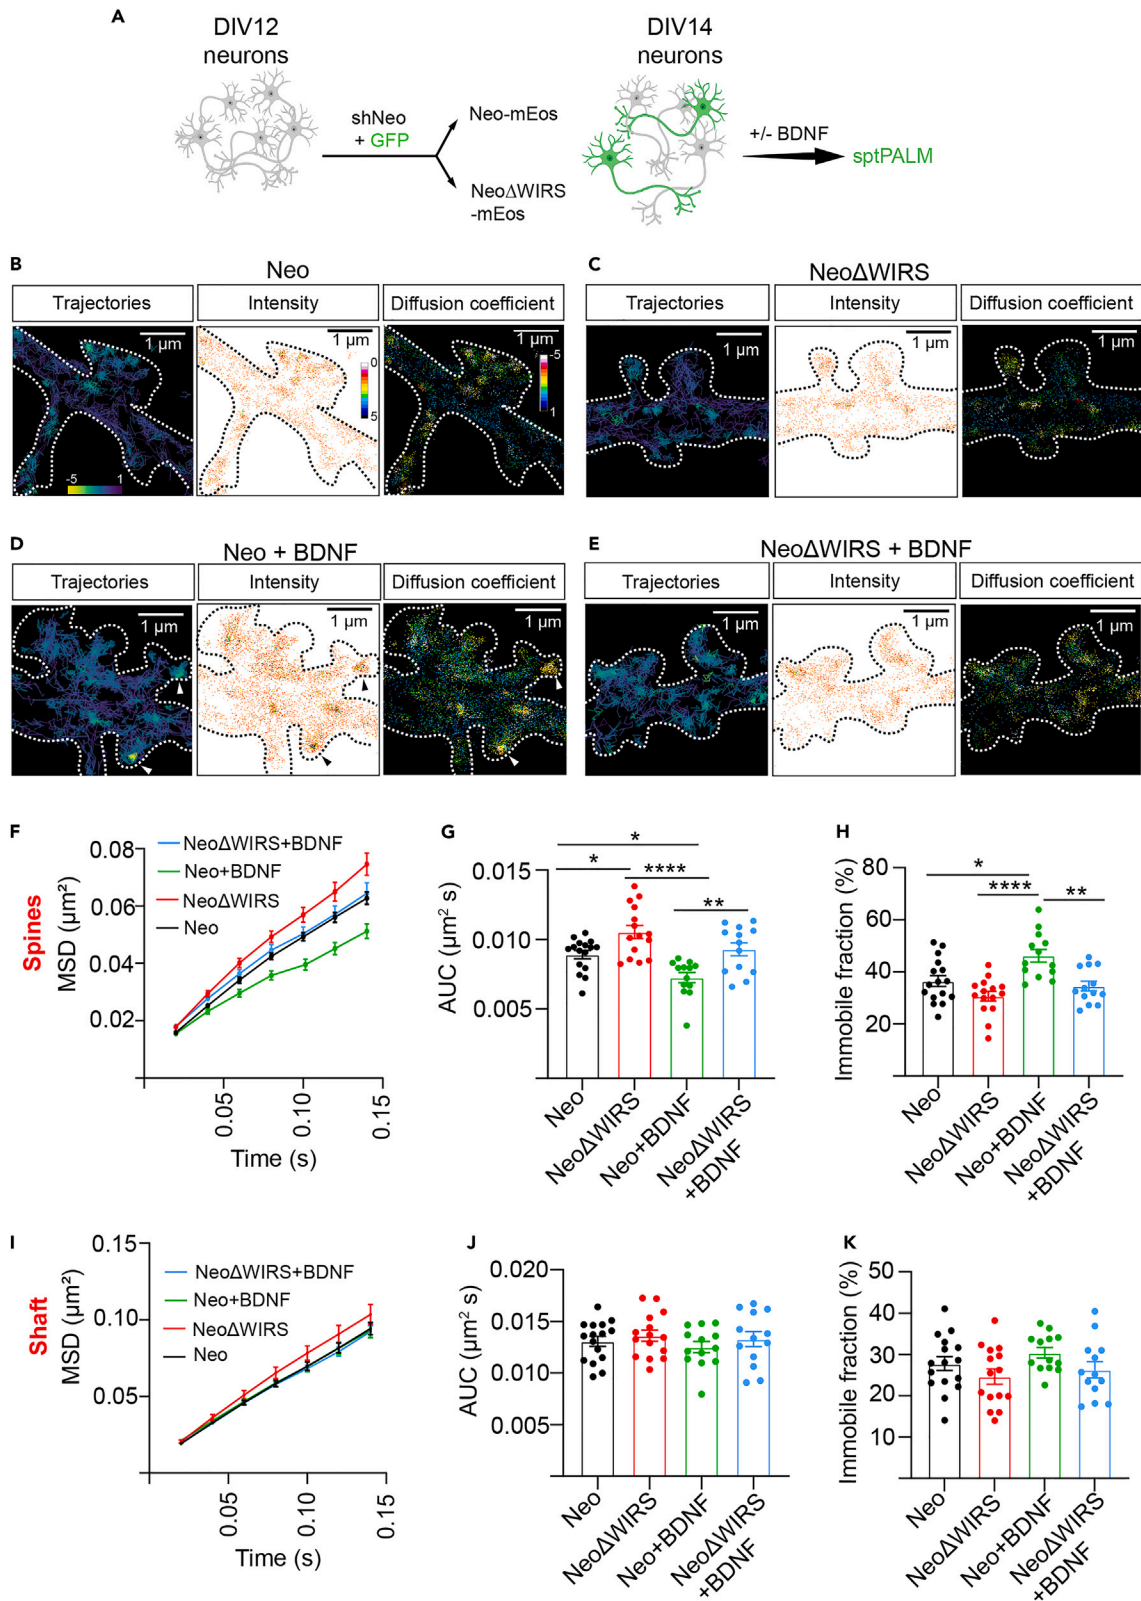 A
DIV12
neurons
shNeo
+ GFP
Neo-mEos
NeoΔWIRS
-mEos
DIV14
neurons
+/- BDNF
sptPALM
B
Neo
Trajectories
Intensity
Diffusion coefficient
1 μm
1 μm
1 μm
-5
1
0
5
-5
1
C
NeoΔWIRS
Trajectories
Intensity
Diffusion coefficient
1 μm
1 μm
1 μm
D
Neo + BDNF
Trajectories
Intensity
Diffusion coefficient
1 μm
1 μm
1 μm
E
NeoΔWIRS + BDNF
Trajectories
Intensity
Diffusion coefficient
1 μm
1 μm
1 μm
F
Spines
MSD (μm²)
0.08
0.06
0.04
0.02
0.05
0.10
0.15
Time (s)
NeoΔWIRS+BDNF
Neo+BDNF
NeoΔWIRS
Neo
G
AUC (μm² s)
0.015
0.010
0.005
*
*
****
**
Neo
NeoΔWIRS
Neo+BDNF
NeoΔWIRS
+BDNF
H
Immobile fraction (%)
80
60
40
20
*
****
**
Neo
NeoΔWIRS
Neo+BDNF
NeoΔWIRS
+BDNF
I
Shaft
MSD (μm²)
0.15
0.10
0.05
0.05
0.10
0.15
Time (s)
NeoΔWIRS+BDNF
Neo+BDNF
NeoΔWIRS
Neo
J
AUC (μm² s)
0.020
0.015
0.010
0.005
Neo
NeoΔWIRS
Neo+BDNF
NeoΔWIRS
+BDNF
K
Immobile fraction (%)
50
40
30
20
10
Neo
NeoΔWIRS
Neo+BDNF
NeoΔWIRS
+BDNF